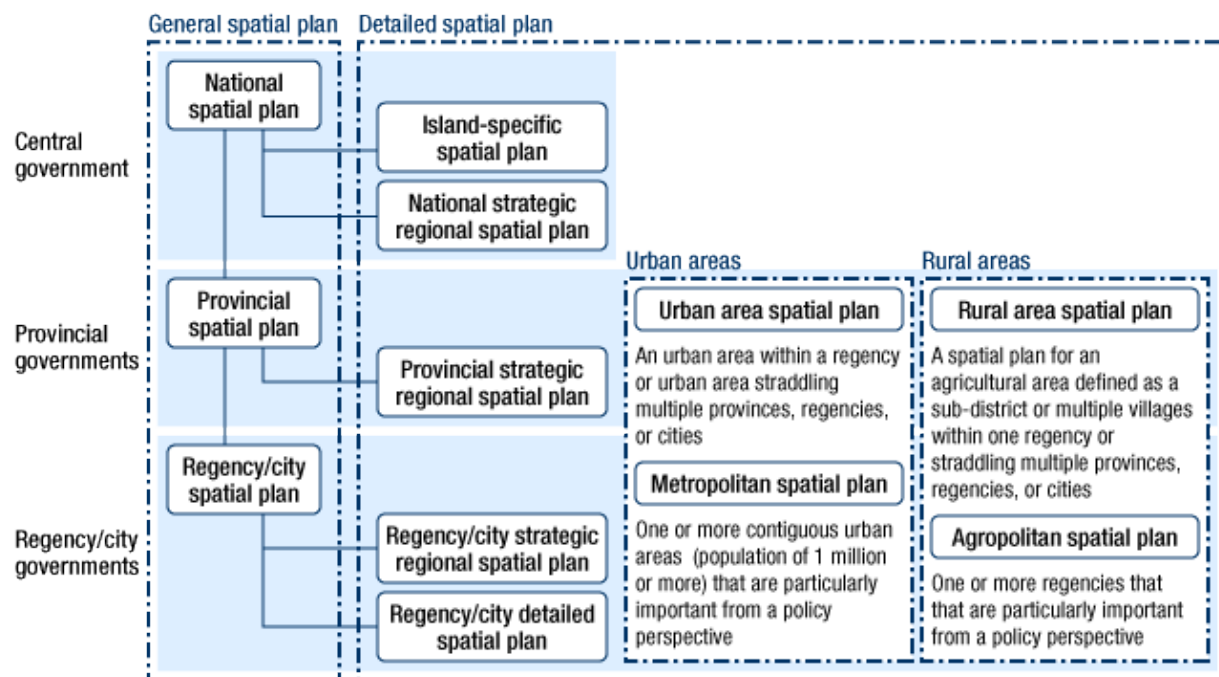 General spatial plan
Detailed spatial plan
Central
government
National
spatial plan
Island-specific
spatial plan
National strategic
regional spatial plan
Urban areas
Rural areas
Provincial
governments
Provincial
spatial plan
Provincial strategic
regional spatial plan
Urban area spatial plan
An urban area within a regency
or urban area straddling
multiple provinces, regencies,
or cities
Metropolitan spatial plan
One or more contiguous urban
areas (population of 1 million
or more) that are particularly
important from a policy
perspective
Rural area spatial plan
A spatial plan for an
agricultural area defined as a
sub-district or multiple villages
within one regency or
straddling multiple provinces,
regencies, or cities
Agropolitan spatial plan
One or more regencies that
that are particularly important
from a policy perspective
Regency/city
governments
Regency/city
spatial plan
Regency/city strategic
regional spatial plan
Regency/city detailed
spatial plan